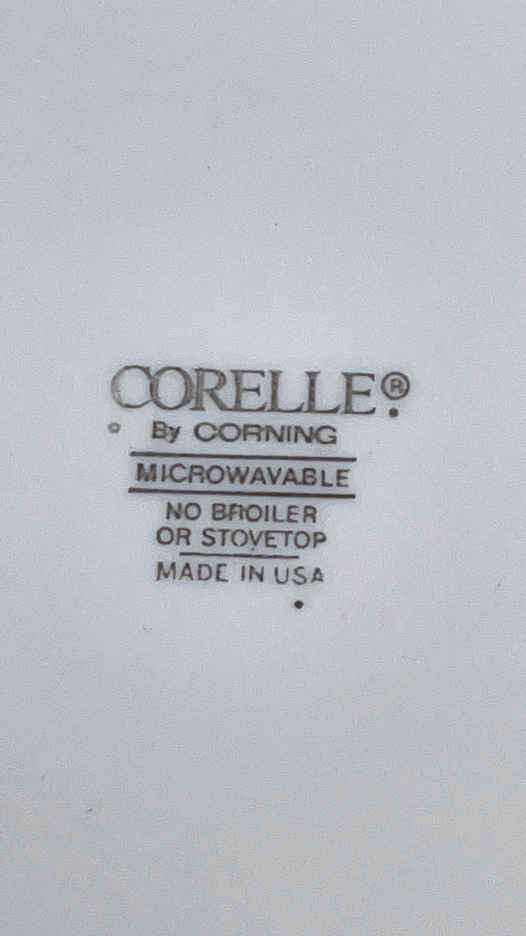 CORELLE®
By CORNING
MICROWAVABLE
NO BROILER
OR STOVETOP
MADE IN USA